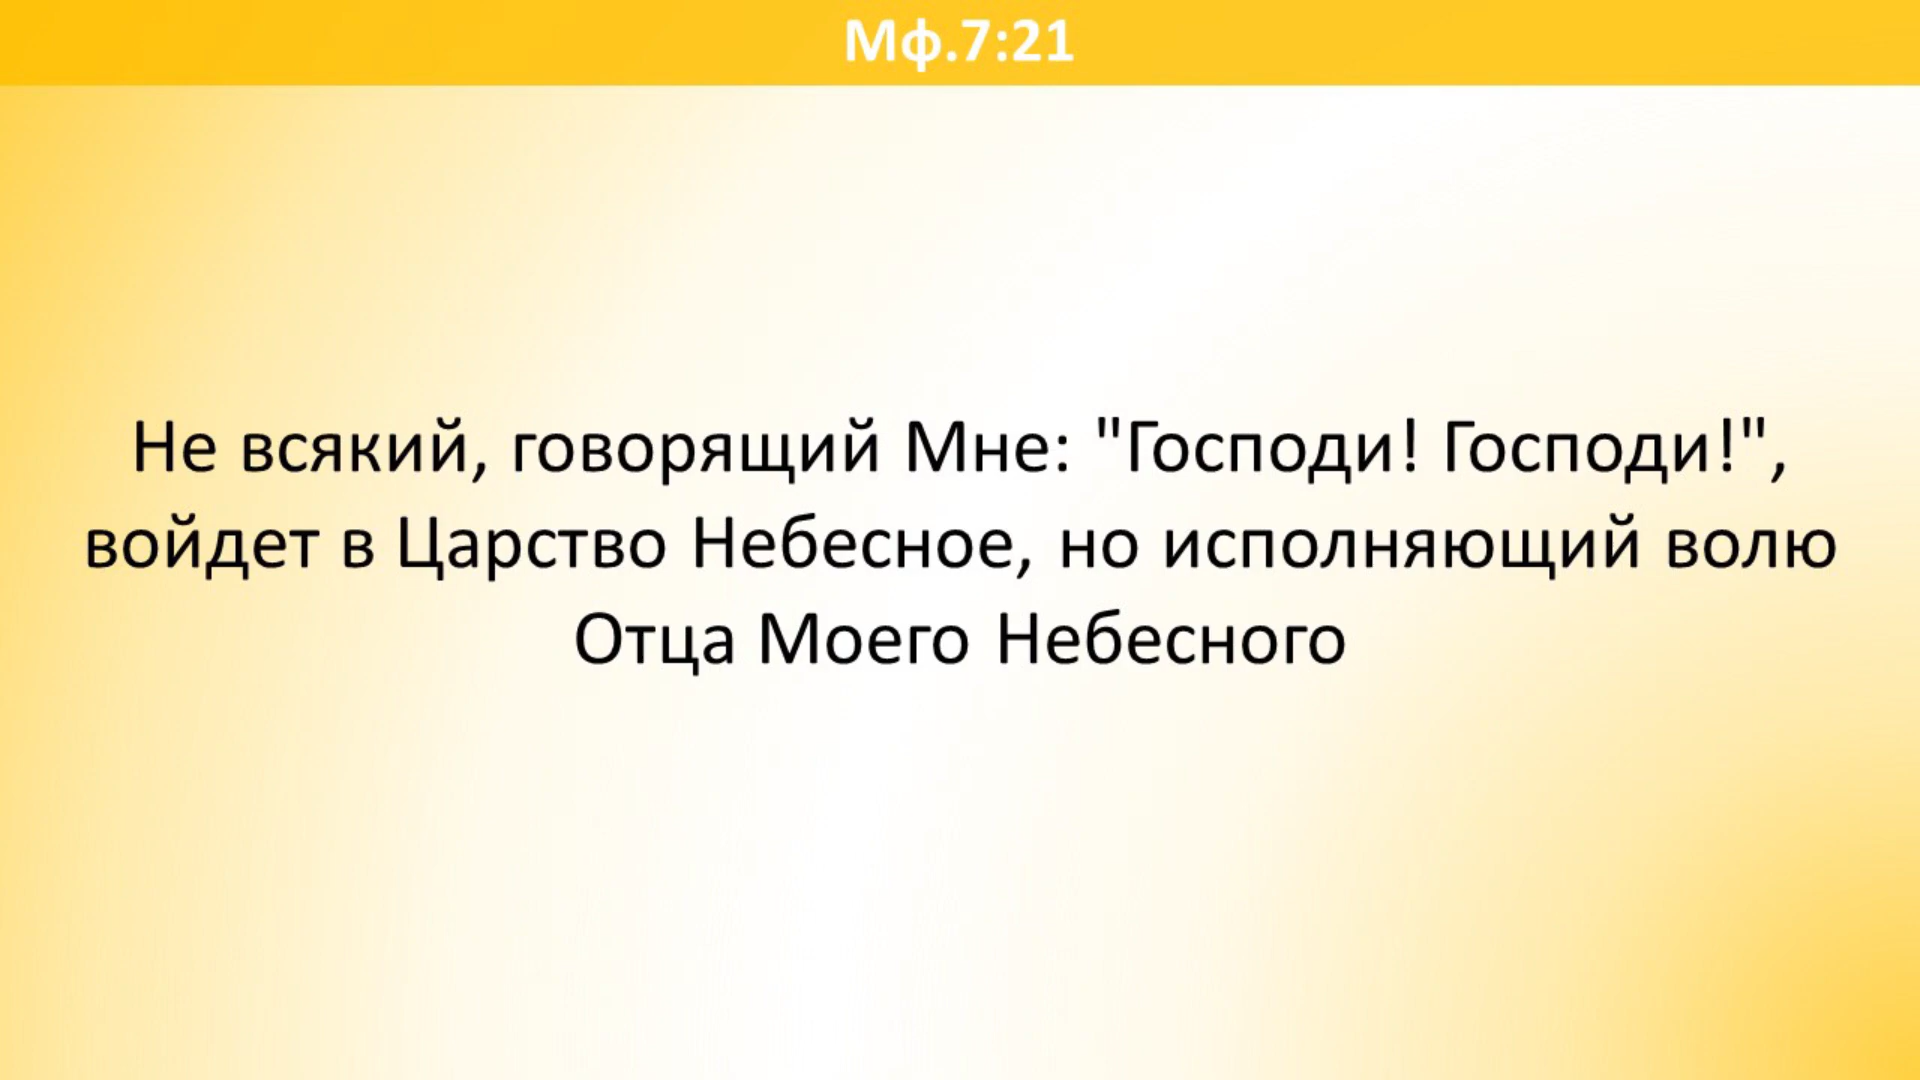 Мф.7:21
Не всякий, говорящий Мне: "Господи! Господи!",
войдет в Царство Небесное, но исполняющий волю
Отца Моего Небесного